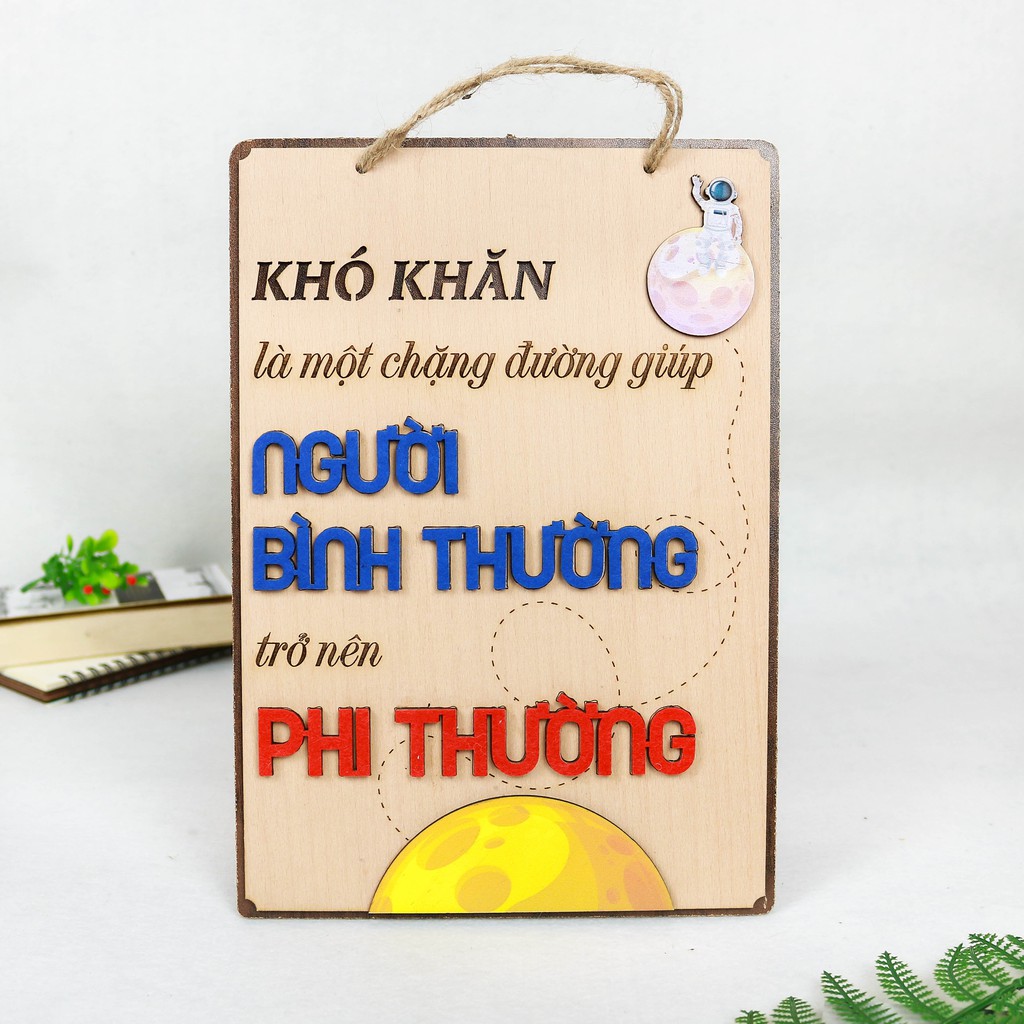 KHÓ KHĂN
là một chặng đường giúp
NGƯỜI
BÌNH THƯỜNG
trở nên
PHI THƯỜNG